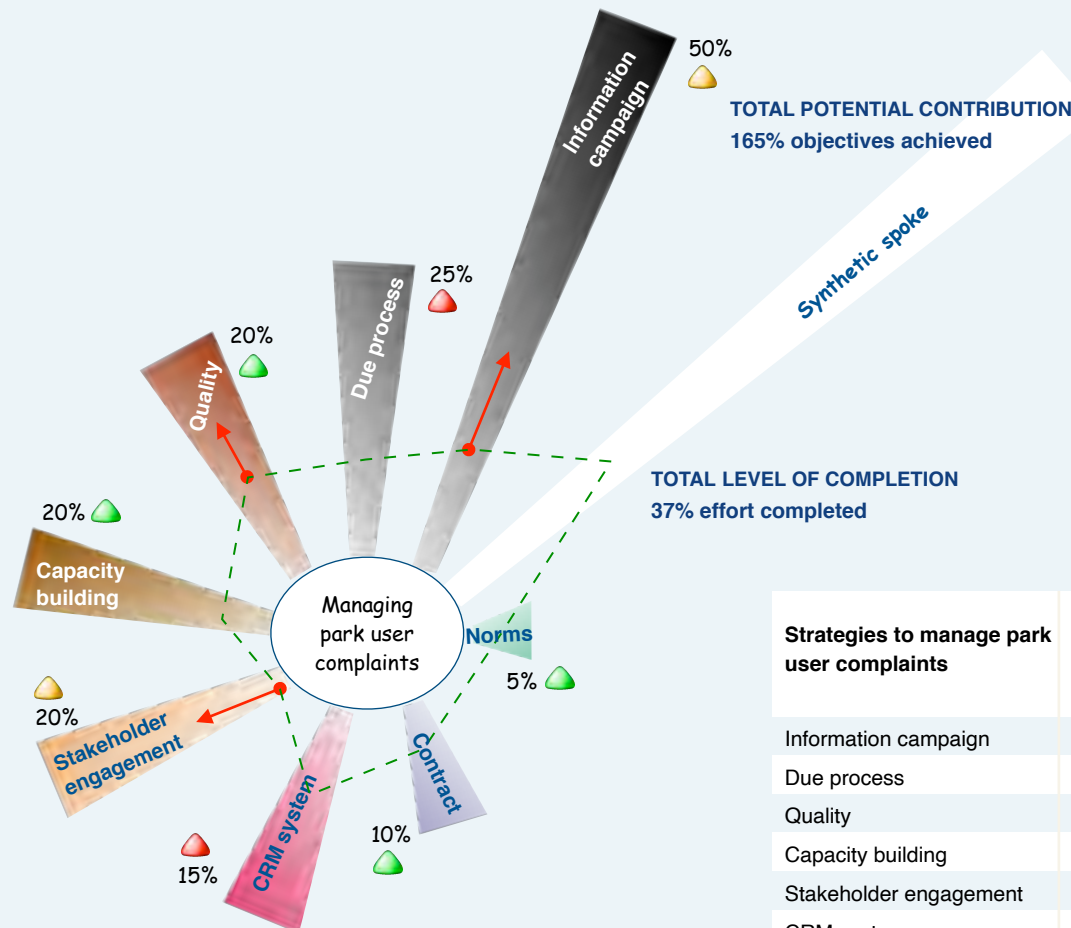 50%
TOTAL POTENTIAL CONTRIBUTION
165% objectives achieved
Information
campaign
Synthetic spoke
25%
Due process
20%
Quality
TOTAL LEVEL OF COMPLETION
37% effort completed
20%
Capacity
building
Managing
park user
complaints
Norms
5%
20%
Stakeholder
engagement
CRM system
15%
Contract
10%
Strategies to manage park
user complaints
Information campaign
Due process
Quality
Capacity building
Stakeholder engagement